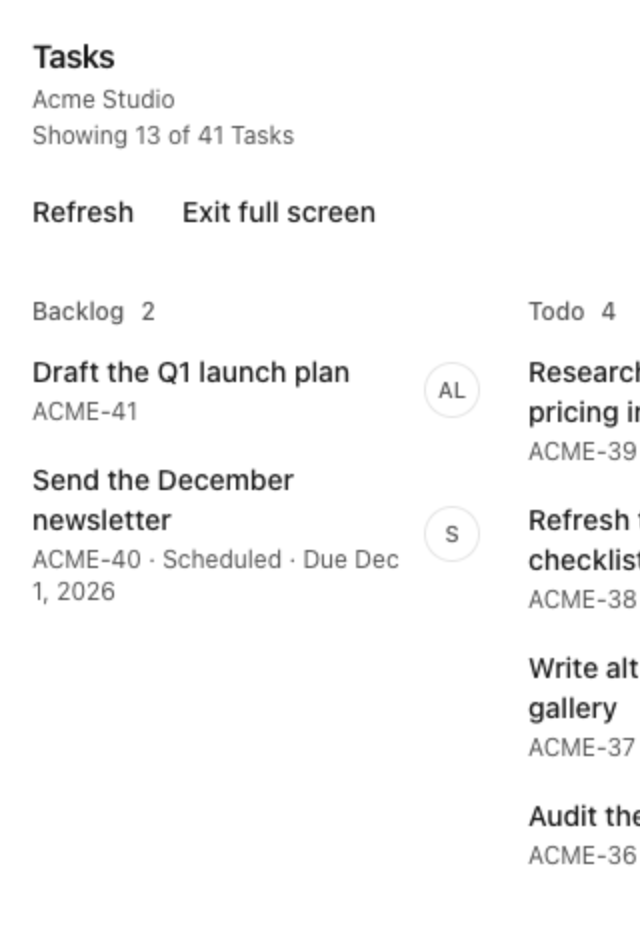 Tasks
Acme Studio
Showing 13 of 41 Tasks
Refresh Exit full screen
Backlog 2
Draft the Q1 launch plan
ACME-41
AL
Send the December
newsletter
ACME-40 · Scheduled · Due Dec
1, 2026
S
Todo 4
Research
pricing
ACME-39
Refresh
checklist
ACME-38
Write alt
gallery
ACME-37
Audit the
ACME-36